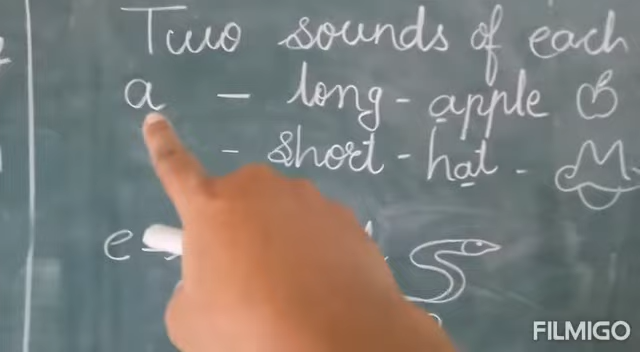 Two sounds of each
a - long - apple
- short - hat -
e
FILMIGO